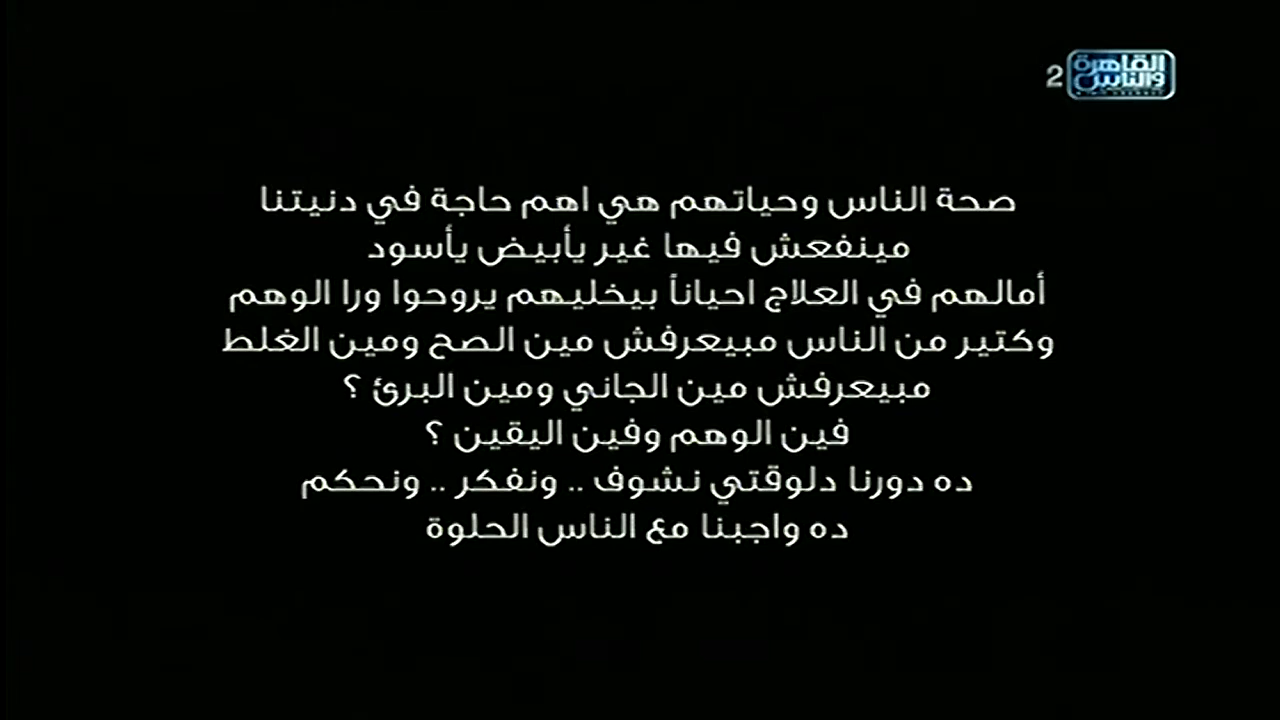 القاهرة
والناس
2
صحة الناس وحياتهم هي اهم حاجة في دنيتنا
مينفعش فيها غير يأبيض يأسود
أمالهم في العلاج احياناً بيخليهم يروحوا ورا الوهم
وكتير من الناس مبيعرفش مين الصح ومين الغلط
مبيعرفش مين الجاني ومين البرئ ؟
فين الوهم وفين اليقين ؟
ده دورنا دلوقتي نشوف .. ونفكر .. ونحكم
ده واجبنا مع الناس الحلوة